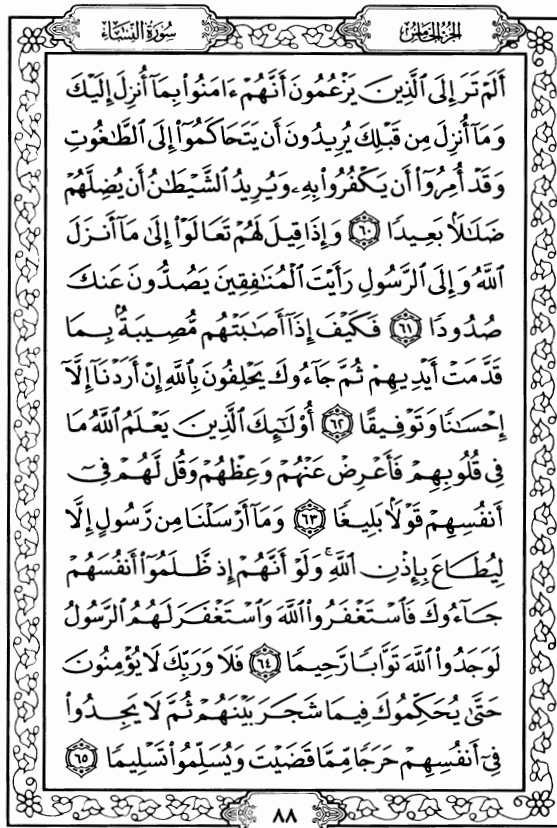 الجزء الخامس
سورة النساء
أَلَمْ تَرَ إِلَى ٱلَّذِينَ يَزْعُمُونَ أَنَّهُمْ ءَامَنُوا۟ بِمَآ أُنزِلَ إِلَيْكَ
وَمَآ أُنزِلَ مِن قَبْلِكَ يُرِيدُونَ أَن يَتَحَاكَمُوٓا۟ إِلَى ٱلطَّـٰغُوتِ
وَقَدْ أُمِرُوٓا۟ أَن يَكْفُرُوا۟ بِهِۦ وَيُرِيدُ ٱلشَّيْطَـٰنُ أَن يُضِلَّهُمْ
ضَلَـٰلًۢا بَعِيدًا ٦٠ وَإِذَا قِيلَ لَهُمْ تَعَالَوْا۟ إِلَىٰ مَآ أَنزَلَ
ٱللَّهُ وَإِلَى ٱلرَّسُولِ رَأَيْتَ ٱلْمُنَـٰفِقِينَ يَصُدُّونَ عَنكَ
صُدُودًا ٦١ فَكَيْفَ إِذَآ أَصَـٰبَتْهُم مُّصِيبَةٌۢ بِمَا
قَدَّمَتْ أَيْدِيهِمْ ثُمَّ جَآءُوكَ يَحْلِفُونَ بِٱللَّهِ إِنْ أَرَدْنَآ إِلَّآ
إِحْسَـٰنًا وَتَوْفِيقًا ٦٢ أُو۟لَـٰٓئِكَ ٱلَّذِينَ يَعْلَمُ ٱللَّهُ مَا
فِى قُلُوبِهِمْ فَأَعْرِضْ عَنْهُمْ وَعِظْهُمْ وَقُل لَّهُمْ فِىٓ
أَنفُسِهِمْ قَوْلًۢا بَلِيغًا ٦٣ وَمَآ أَرْسَلْنَا مِن رَّسُولٍ إِلَّا
لِيُطَاعَ بِإِذْنِ ٱللَّهِ ۚ وَلَوْ أَنَّهُمْ إِذ ظَّلَمُوٓا۟ أَنفُسَهُمْ
جَآءُوكَ فَٱسْتَغْفَرُوا۟ ٱللَّهَ وَٱسْتَغْفَرَ لَهُمُ ٱلرَّسُولُ
لَوَجَدُوا۟ ٱللَّهَ تَوَّابًا رَّحِيمًا ٦٤ فَلَا وَرَبِّكَ لَا يُؤْمِنُونَ
حَتَّىٰ يُحَكِّمُوكَ فِيمَا شَجَرَ بَيْنَهُمْ ثُمَّ لَا يَجِدُوا۟
فِىٓ أَنفُسِهِمْ حَرَجًا مِّمَّا قَضَيْتَ وَيُسَلِّمُوا۟ تَسْلِيمًا ٦٥
٨٨